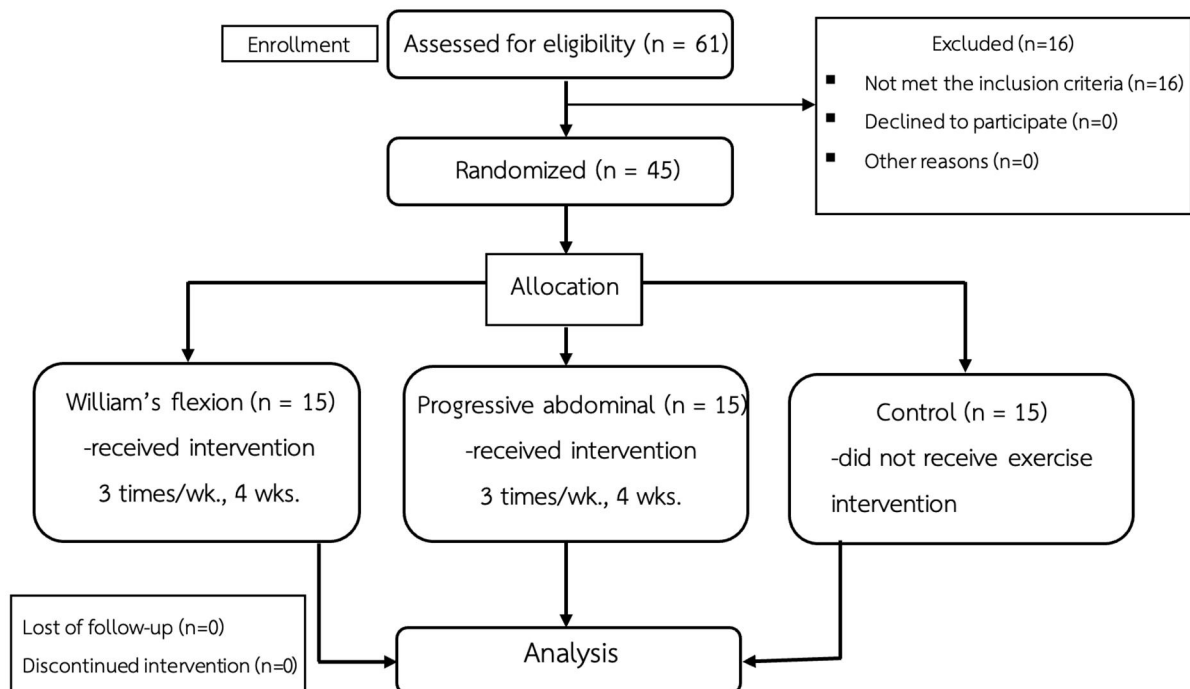 Enrollment
Assessed for eligibility (n = 61)
Excluded (n=16)
▪ Not met the inclusion criteria (n=16)
▪ Declined to participate (n=0)
▪ Other reasons (n=0)
Randomized (n = 45)
Allocation
William's flexion (n = 15)
-received intervention
3 times/wk., 4 wks.
Progressive abdominal (n = 15)
-received intervention
3 times/wk., 4 wks.
Control (n = 15)
-did not receive exercise
intervention
Lost of follow-up (n=0)
Discontinued intervention (n=0)
Analysis